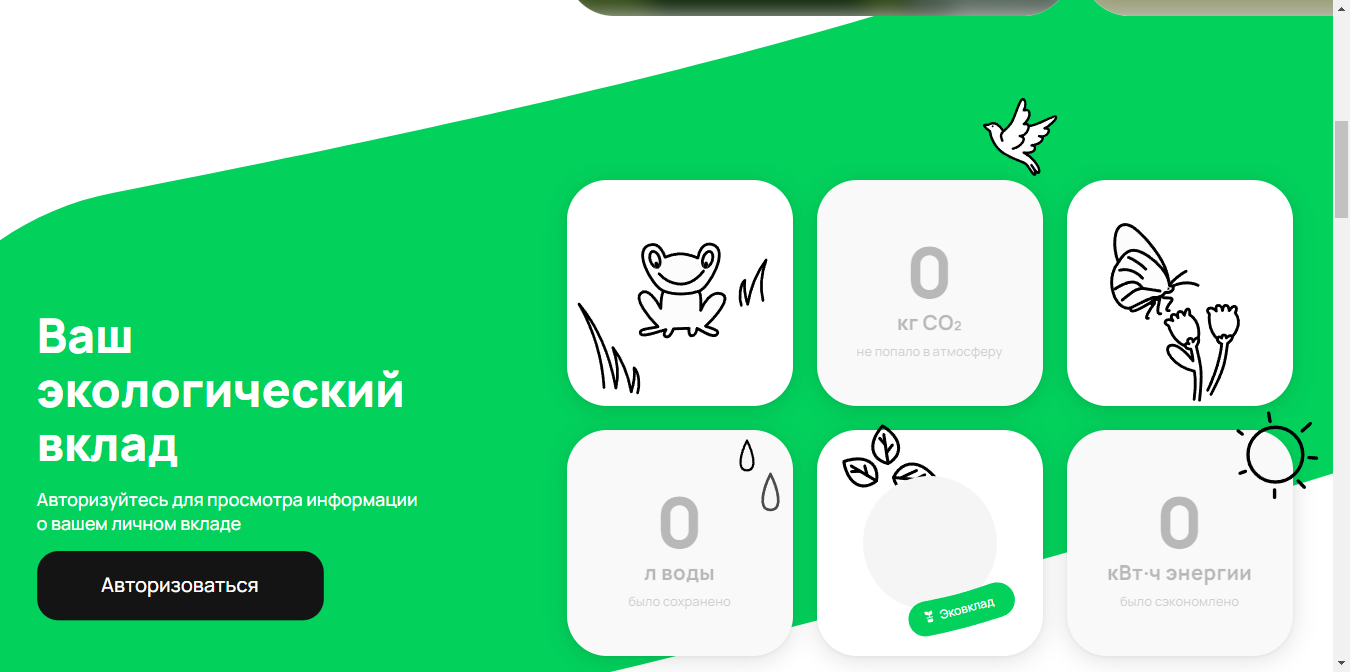 Ваш
экологический
вклад
Авторизуйтесь для просмотра информации
о вашем личном вкладе
Авторизоваться
0
кг CO₂
не попало в атмосферу
0
л воды
было сохранено
Эковклад
0
кВт·ч энергии
было сэкономлено